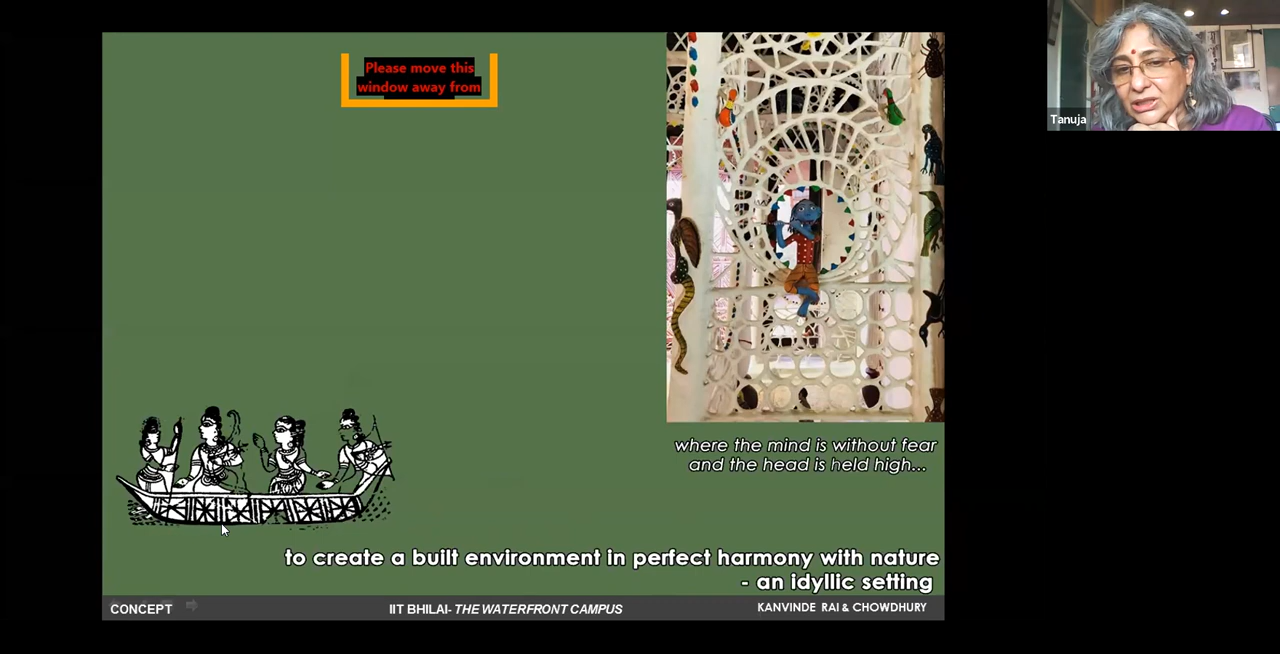 Please move this
window away from
Tanuja
where the mind is without fear
and the head is held high...
to create a built environment in perfect harmony with nature
- an idyllic setting
CONCEPT
IIT BHILAI- THE WATERFRONT CAMPUS
KANVINDE RAI & CHOWDHURY